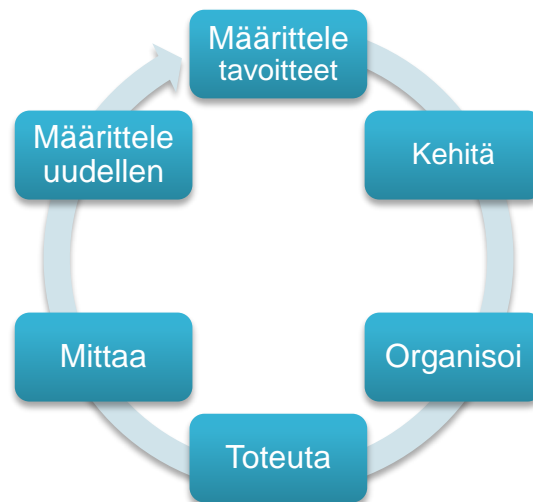 Määrittele
tavoitteet
Kehitä
Organisoi
Toteuta
Mittaa
Määrittele
uudellen